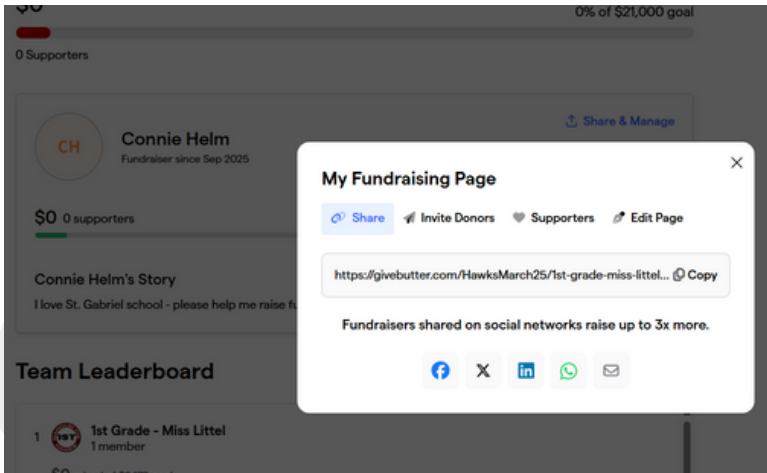 $0
0% of $21,000 goal
0 Supporters
CH
Connie Helm
Fundraiser since Sep 2025
Share & Manage
$0 0 supporters
Connie Helm's Story
I love St. Gabriel school - please help me raise
Team Leaderboard
1
1ST
1st Grade - Miss Littel
1 member
$0
My Fundraising Page
Share
Invite Donors
Supporters
Edit Page
https://givebutter.com/HawksMarch25/1st-grade-miss-littel...
Copy
Fundraisers shared on social networks raise up to 3x more.